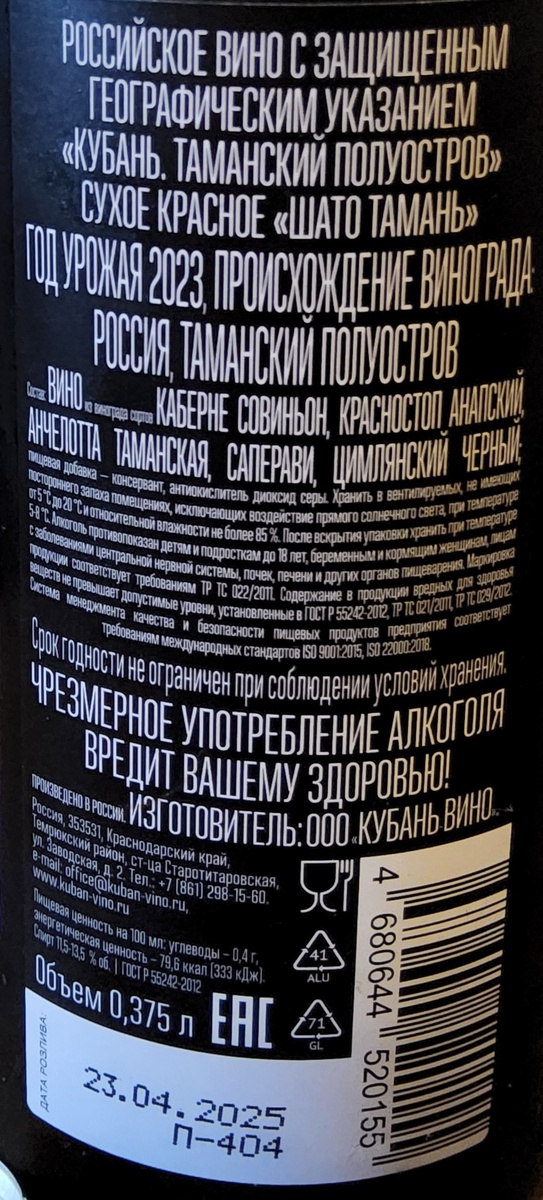 РОССИЙСКОЕ ВИНО С ЗАЩИЩЕННЫМ
ГЕОГРАФИЧЕСКИМ УКАЗАНИЕМ
«КУБАНЬ. ТАМАНСКИЙ ПОЛУОСТРОВ»
СУХОЕ КРАСНОЕ «ШАТО ТАМАНЬ»
ГОД УРОЖАЯ 2023, ПРОИСХОЖДЕНИЕ ВИНОГРАДА:
РОССИЯ, ТАМАНСКИЙ ПОЛУОСТРОВ
Состав: ВИНО из винограда сортов КАБЕРНЕ СОВИНЬОН, КРАСНОСТОП АНАПСКИЙ,
АНЧЕЛОТТА ТАМАНСКАЯ, САПЕРАВИ, ЦИМЛЯНСКИЙ ЧЕРНЫЙ;
пищевая добавка – консервант, антиокислитель диоксид серы. Хранить в вентилируемых, не имеющих
постороннего запаха помещениях, исключающих воздействие прямого солнечного света, при температуре
от 5 °С до 20 °С и относительной влажности не более 85 %. После вскрытия упаковки хранить при температуре
5-8 °С. Алкоголь противопоказан детям и подросткам до 18 лет, беременным и кормящим женщинам, лицам
с заболеваниями центральной нервной системы, почек, печени и других органов пищеварения. Маркировка
продукции соответствует требованиям ТР ТС 022/2011. Содержание в продукции вредных для здоровья
веществ не превышает допустимые уровни, установленные в ГОСТ Р 55242-2012, ТР ТС 021/2011, ТР ТС 029/2012.
Система менеджмента качества и безопасности пищевых продуктов предприятия соответствует
требованиям международных стандартов ISO 9001:2015, ISO 22000:2018.
Срок годности не ограничен при соблюдении условий хранения.
ЧРЕЗМЕРНОЕ УПОТРЕБЛЕНИЕ АЛКОГОЛЯ
ВРЕДИТ ВАШЕМУ ЗДОРОВЬЮ!
ПРОИЗВЕДЕНО В РОССИИ. ИЗГОТОВИТЕЛЬ: ООО «КУБАНЬ-ВИНО»,
Россия, 353531, Краснодарский край,
Темрюкский район, ст-ца Старотитаровская,
ул. Заводская, д. 2. Тел.: +7 (861) 298-15-60.
e-mail: office@kuban-vino.ru,
www.kuban-vino.ru
Пищевая ценность на 100 мл: углеводы – 0,4 г,
энергетическая ценность – 79,6 ккал (333 кДж).
Спирт 11,5-13,5 % об. | ГОСТ Р 55242-2012
Объем 0,375 л
EAC
41
ALU
71
GL
4 680644 520155
ДАТА РОЗЛИВА:
23.04.2025
П-404